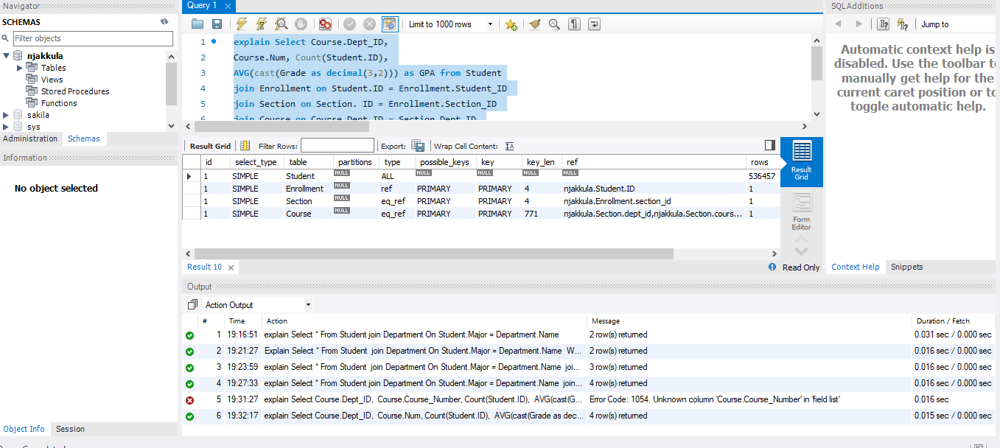 Navigator
SCHEMAS
Filter objects
njakkula
Tables
Views
Stored Procedures
Functions
sakila
sys
Administration Schemas
Information
No object selected
Object Info Session
Query 1
Limit to 1000 rows
1 explain Select Course.Dept_ID,
2 Course.Num, Count(Student.ID),
3 AVG(cast(Grade as decimal(3,2))) as GPA from Student
4 join Enrollment on Student.ID = Enrollment.Student_ID
5 join Section on Section. ID = Enrollment.Section_ID
6 join Course on Course.Dept_ID = Section.Dept_ID
Result Grid Filter Rows: Export: Wrap Cell Content: IA
id select_type table partitions type possible_keys key key_len ref rows
1 SIMPLE Student NULL ALL NULL NULL NULL NULL 536457
1 SIMPLE Enrollment NULL ref PRIMARY PRIMARY 4 njakkula.Student.ID 1
1 SIMPLE Section NULL eq_ref PRIMARY PRIMARY 4 njakkula.Enrollment.section_id 1
1 SIMPLE Course NULL eq_ref PRIMARY PRIMARY 771 njakkula.Section.dept_id,njakkula.Section.cours... 1
Result Grid
Form Editor
Result 10
Read Only
SQLAdditions
Jump to
Automatic context help is
disabled. Use the toolbar to
manually get help for the
current caret position or to
toggle automatic help.
Context Help Snippets
Output
Action Output
# Time Action Message Duration / Fetch
1 19:16:51 explain Select * From Student join Department On Student.Major = Department.Name 2 row(s) returned 0.031 sec / 0.000 sec
2 19:21:27 Explain Select * From Student join Department On Student.Major = Department.Name W... 2 row(s) returned 0.016 sec / 0.000 sec
3 19:23:59 explain Select * From Student join Department On Student.Major = Department.Name joi... 3 row(s) returned 0.016 sec / 0.000 sec
4 19:27:33 explain Select * From Student join Department On Student.Major = Department.Name join... 4 row(s) returned 0.016 sec / 0.000 sec
5 19:31:27 explain Select Course.Dept_ID, Course.Course_Number, Count(Student.ID), AVG(cast(G... Error Code: 1054. Unknown column 'Course.Course_Number' in 'field list' 0.016 sec
6 19:32:17 explain Select Course.Dept_ID, Course.Num, Count(Student.ID), AVG(cast(Grade as dec... 4 row(s) returned 0.015 sec / 0.000 sec